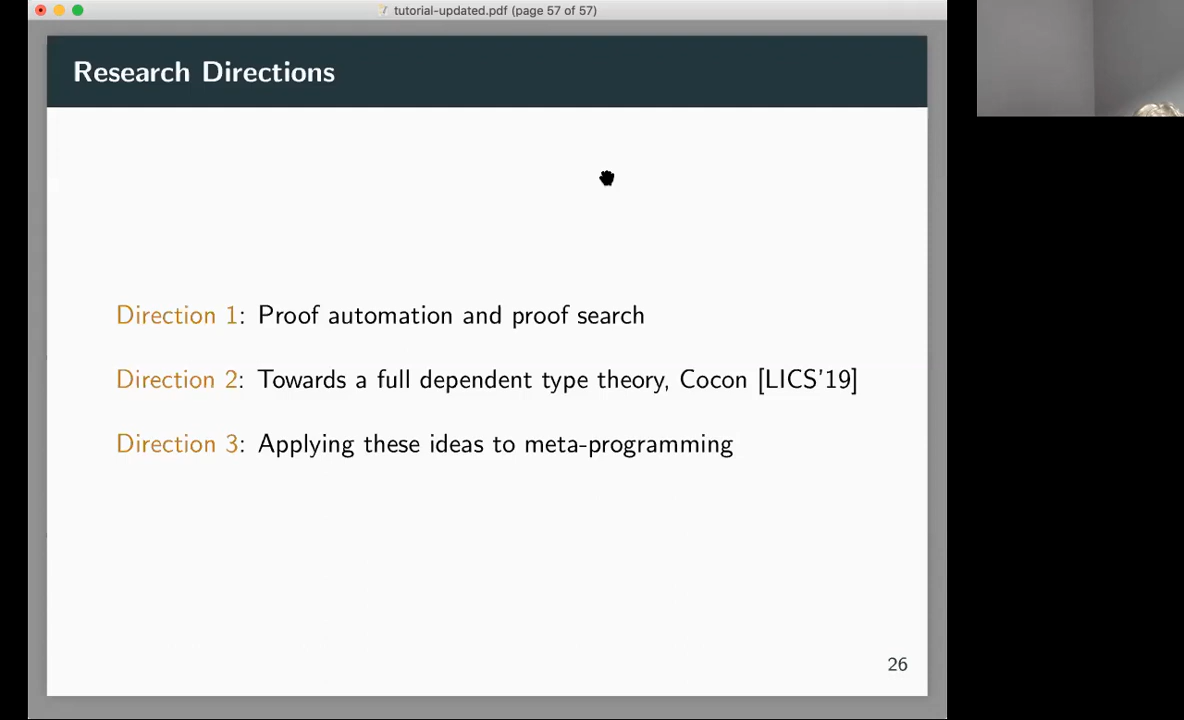 tutorial-updated.pdf (page 57 of 57)
Research Directions
Direction 1: Proof automation and proof search
Direction 2: Towards a full dependent type theory, Cocon [LICS'19]
Direction 3: Applying these ideas to meta-programming
26